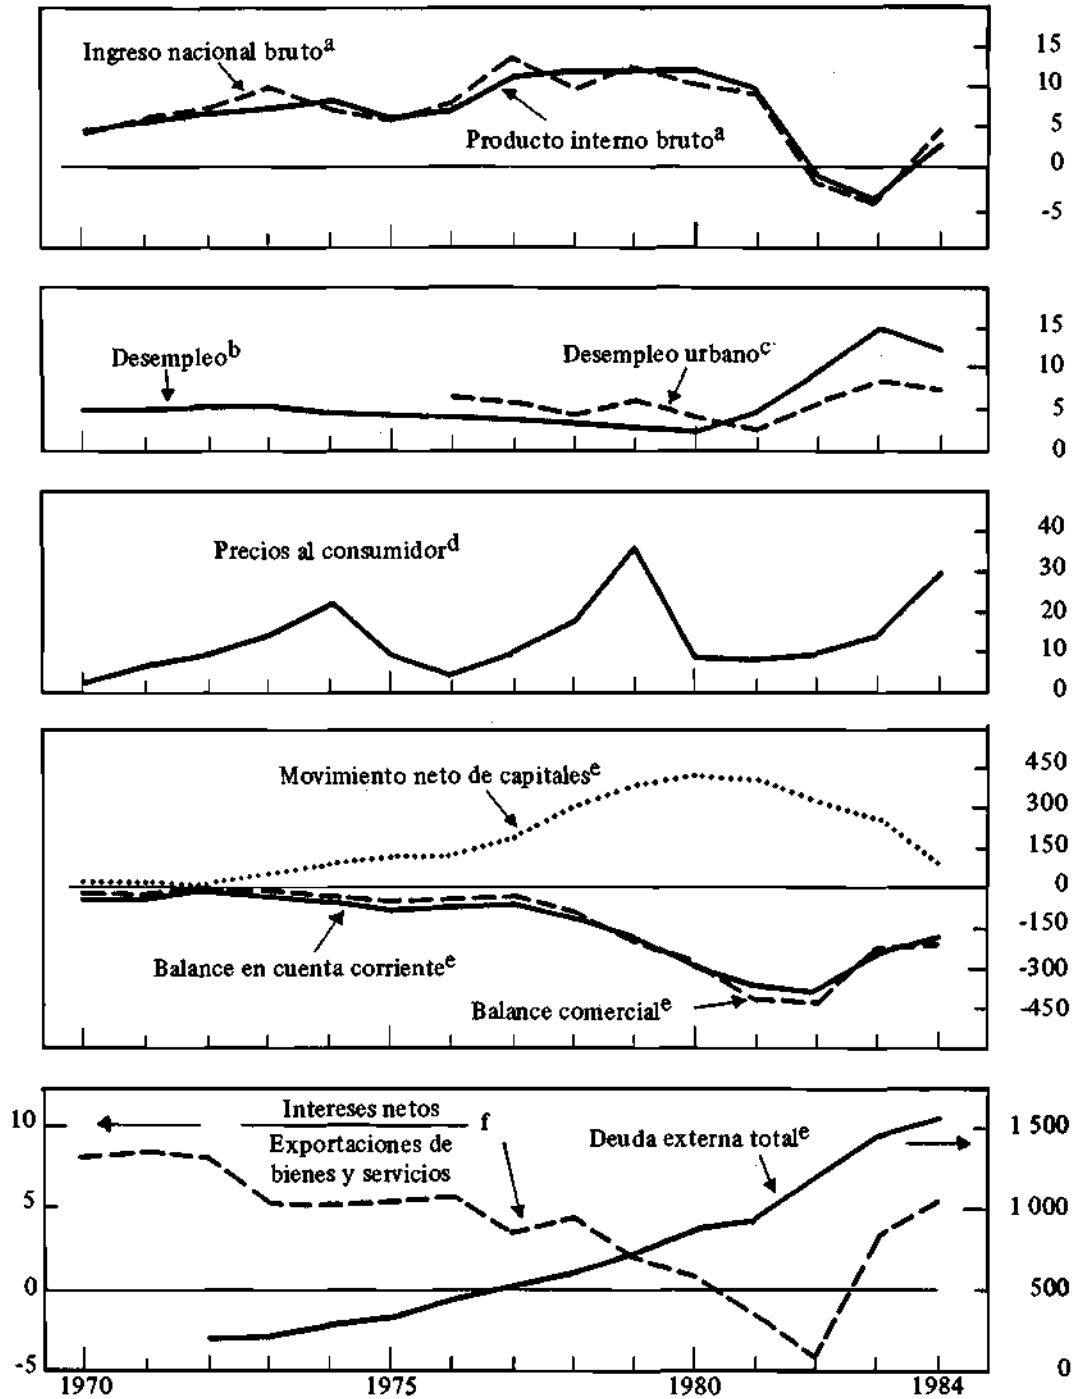 Ingreso nacional bruto^a
Producto interno bruto^a
15
10
5
0
-5
Desempleo^b
Desempleo urbano^c
15
10
5
0
Precios al consumidor^d
40
30
20
10
0
Movimiento neto de capitales^e
Balance en cuenta corriente^e
Balance comercial^e
450
300
150
0
-150
-300
-450
10
5
0
-5
Intereses netos
Exportaciones de
bienes y servicios
f
Deuda externa total^e
1 500
1 000
500
0
1970 1975 1980 1984